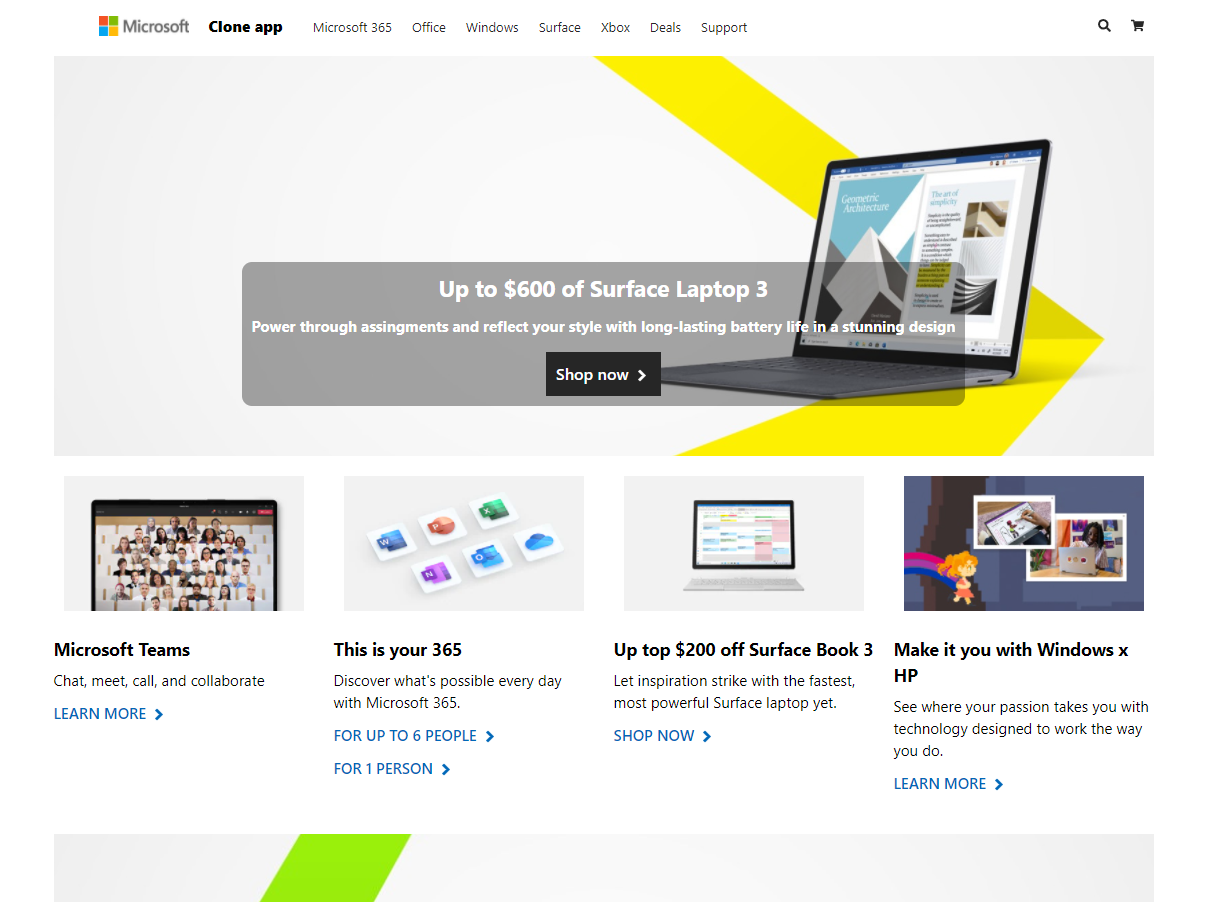 Microsoft Clone app Microsoft 365 Office Windows Surface Xbox Deals Support
Geometric
Architecture
The art of
simplicity
Up to $600 of Surface Laptop 3
Power through assingments and reflect your style with long-lasting battery life in a stunning design
Shop now
Microsoft Teams
Chat, meet, call, and collaborate
LEARN MORE
This is your 365
Discover what's possible every day
with Microsoft 365.
FOR UP TO 6 PEOPLE
FOR 1 PERSON
Up top $200 off Surface Book 3
Let inspiration strike with the fastest,
most powerful Surface laptop yet.
SHOP NOW
Make it you with Windows x
HP
See where your passion takes you with
technology designed to work the way
you do.
LEARN MORE